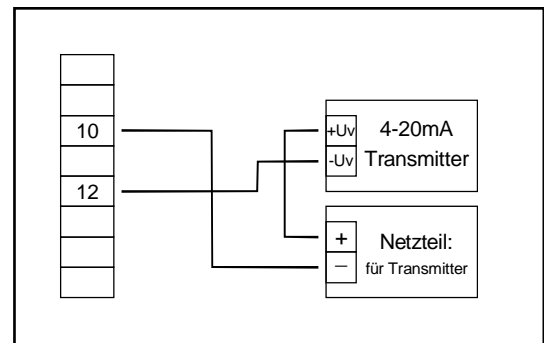 10
12
+Uv
-Uv
4-20mA
Transmitter
+
−
Netzteil:
für Transmitter